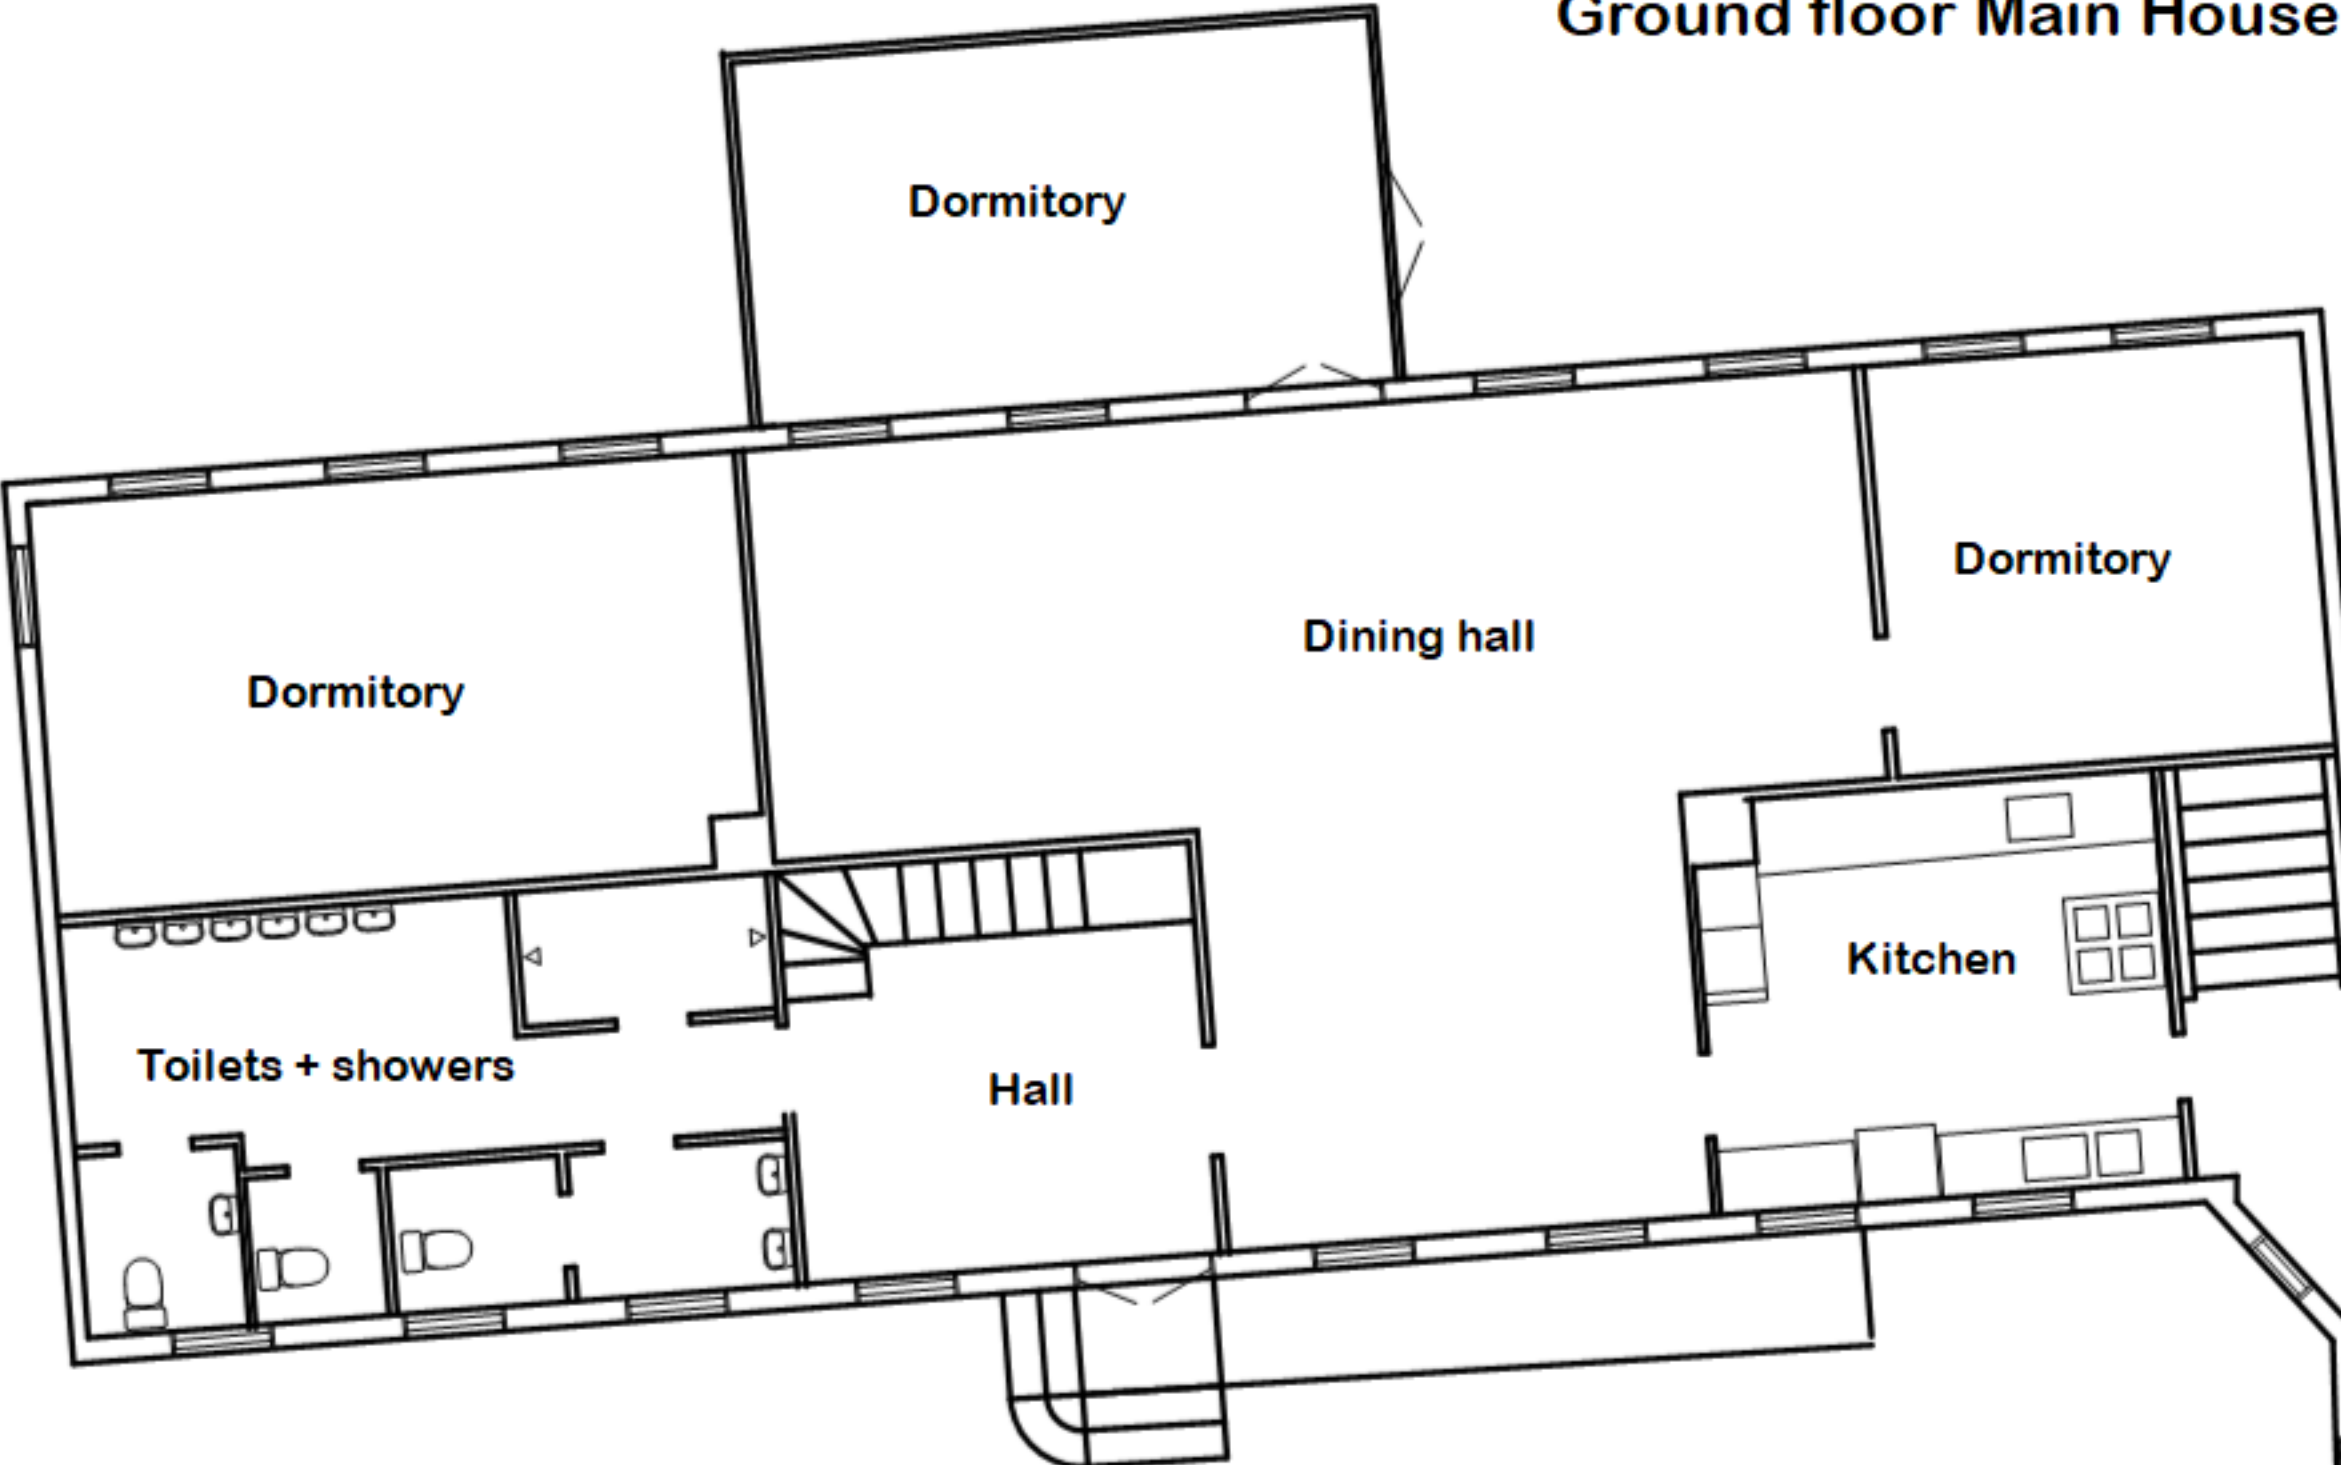 Ground floor Main House
Dormitory
Dormitory
Dining hall
Dormitory
Kitchen
Toilets + showers
Hall